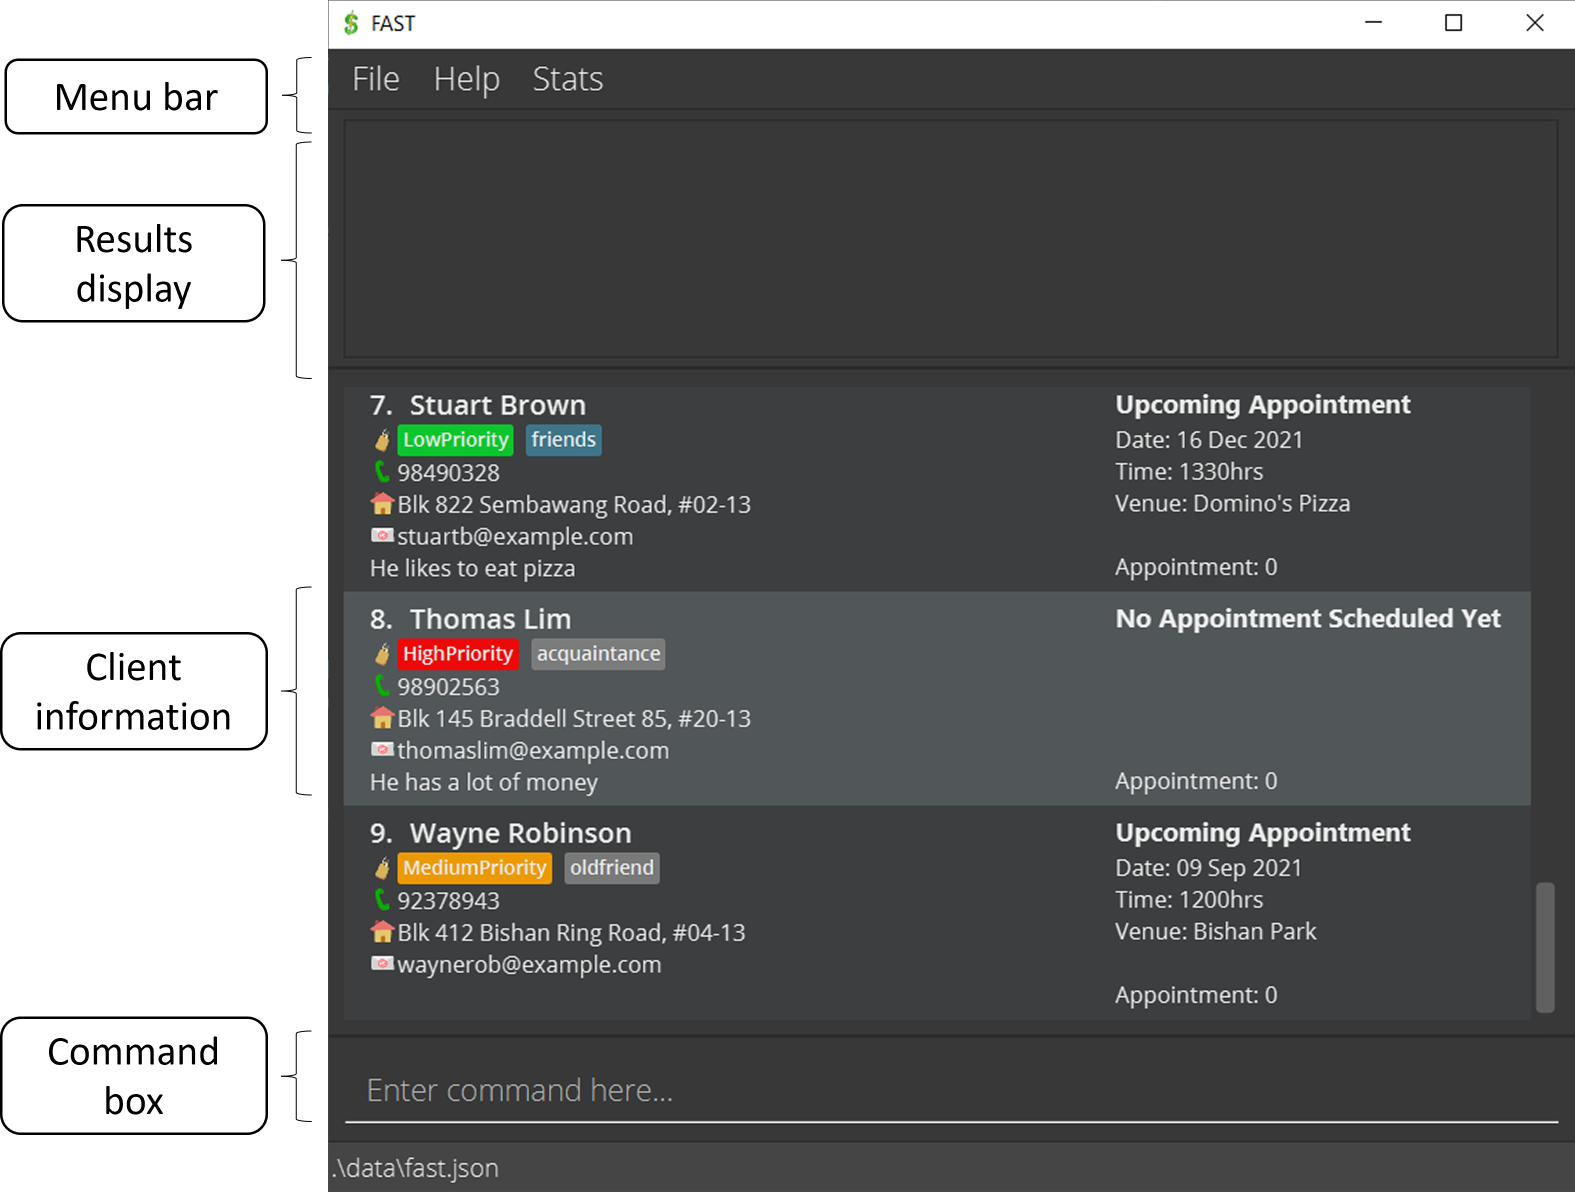 FAST
Menu bar
File Help Stats
Results
display
7. Stuart Brown
LowPriority friends
98490328
Blk 822 Sembawang Road, #02-13
stuartb@example.com
He likes to eat pizza
Upcoming Appointment
Date: 16 Dec 2021
Time: 1330hrs
Venue: Domino's Pizza
Appointment: 0
Client
information
8. Thomas Lim
HighPriority acquaintance
98902563
Blk 145 Braddell Street 85, #20-13
thomaslim@example.com
He has a lot of money
No Appointment Scheduled Yet
Appointment: 0
9. Wayne Robinson
MediumPriority oldfriend
92378943
Blk 412 Bishan Ring Road, #04-13
waynerob@example.com
Upcoming Appointment
Date: 09 Sep 2021
Time: 1200hrs
Venue: Bishan Park
Appointment: 0
Command
box
Enter command here...
.\data\fast.json